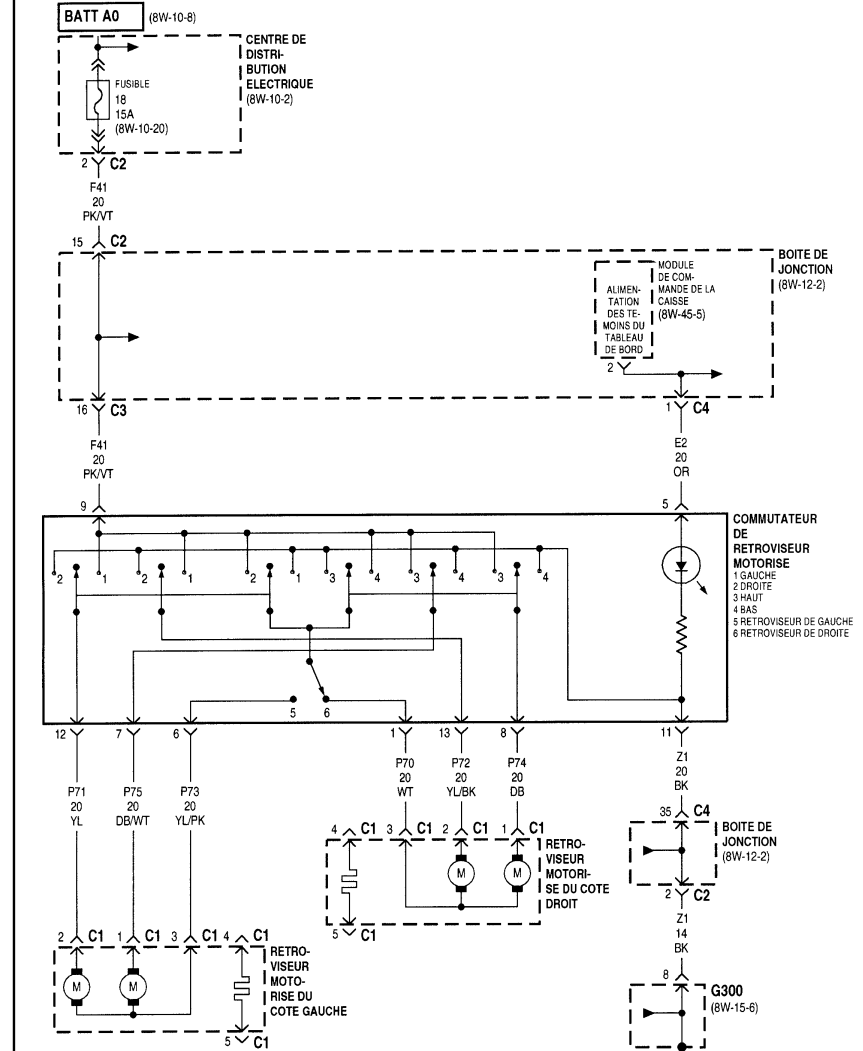 BATT A0 (8W-10-8)
CENTRE DE
DISTRI-
BUTION
ELECTRIQUE
(8W-10-2)
FUSIBLE
18
15A
(8W-10-20)
2 C2
F41
20
PK/VT
15 C2
BOITE DE
JONCTION
(8W-12-2)
MODULE
DE COM-
MANDE DE LA
CAISSE
(8W-45-5)
ALIMEN-
TATION
DES TE-
MOINS DU
TABLEAU
DE BORD
2
16 C3
1 C4
F41
20
PK/VT
E2
20
OR
9
5
COMMUTATEUR
DE
RETROVISEUR
MOTORISE
1 GAUCHE
2 DROITE
3 HAUT
4 BAS
5 RETROVISEUR DE GAUCHE
6 RETROVISEUR DE DROITE
2 1 2 1 2 1 3 4 3 4 3 4
5 6
12 7 6 1 13 8 11
P70
20
WT
P72
20
YL/BK
P74
20
DB
Z1
20
BK
P71
20
YL
P75
20
DB/WT
P73
20
YL/PK
35 C4
BOITE DE
JONCTION
(8W-12-2)
2 C2
4 C1 3 C1 2 C1 1 C1
RETRO-
VISEUR
MOTORI-
SE DU COTE
DROIT
M M
5 C1
Z1
14
BK
2 C1 1 C1 3 C1 4 C1
RETRO-
VISEUR
MOTO-
RISE DU
COTE GAUCHE
M M
5 C1
8
G300
(8W-15-6)